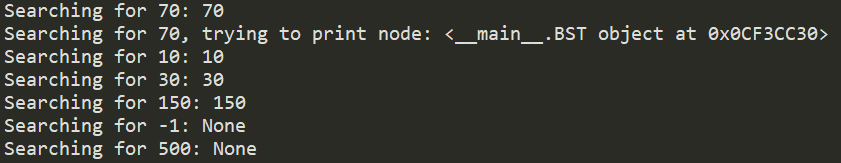 Searching for 70: 70
Searching for 70, trying to print node: <__main__.BST object at 0x0CF3CC30>
Searching for 10: 10
Searching for 30: 30
Searching for 150: 150
Searching for -1: None
Searching for 500: None